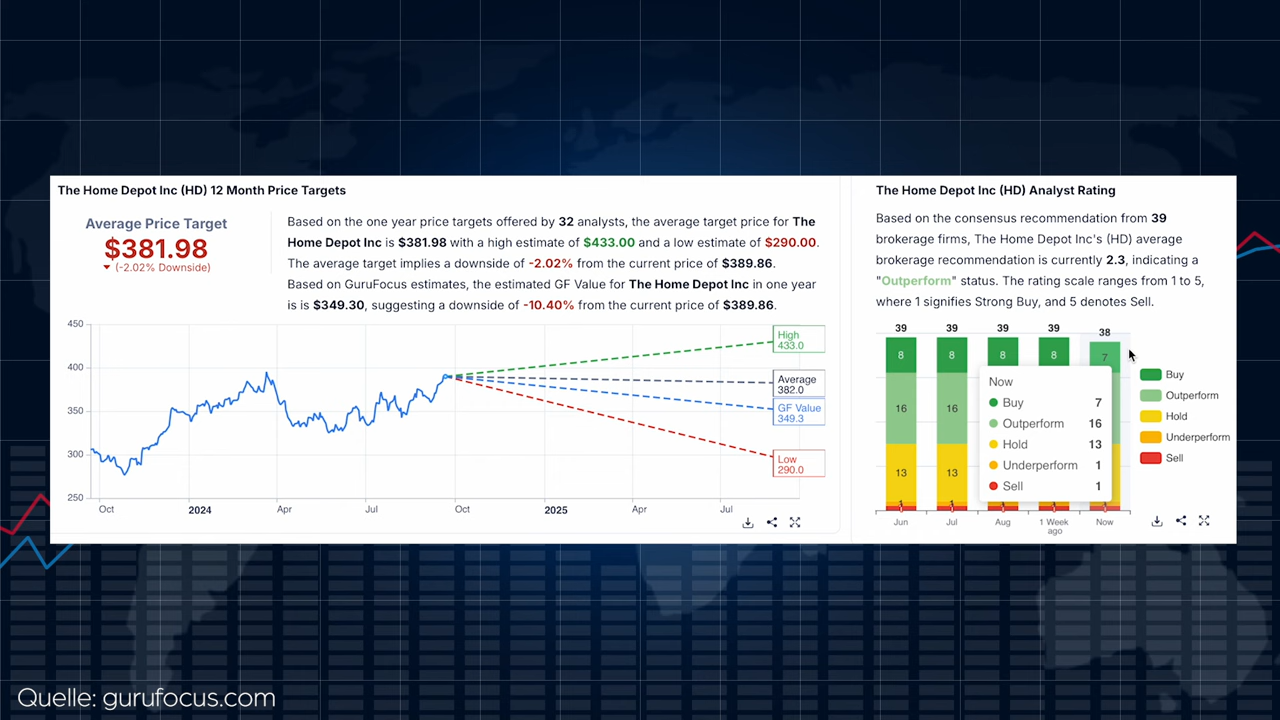 The Home Depot Inc (HD) 12 Month Price Targets
Average Price Target
$381.98
(-2.02% Downside)
Based on the one year price targets offered by 32 analysts, the average target price for The
Home Depot Inc is $381.98 with a high estimate of $433.00 and a low estimate of $290.00.
The average target implies a downside of -2.02% from the current price of $389.86.
Based on GuruFocus estimates, the estimated GF Value for The Home Depot Inc in one year
is is $349.30, suggesting a downside of -10.40% from the current price of $389.86.
450
400
350
300
250
High
433.0
Average
382.0
GF Value
349.3
Low
290.0
Oct
2024
Apr
Jul
Oct
2025
Apr
Jul
The Home Depot Inc (HD) Analyst Rating
Based on the consensus recommendation from 39
brokerage firms, The Home Depot Inc's (HD) average
brokerage recommendation is currently 2.3, indicating a
"Outperform" status. The rating scale ranges from 1 to 5,
where 1 signifies Strong Buy, and 5 denotes Sell.
39 39 39 39 38
8 8 8 8 7
16 16
13 13
1 1 1 1 1
Now
Buy 7
Outperform 16
Hold 13
Underperform 1
Sell 1
Jun
Jul
Aug
1 Week
ago
Now
Buy
Outperform
Hold
Underperform
Sell
Quelle: gurufocus.com